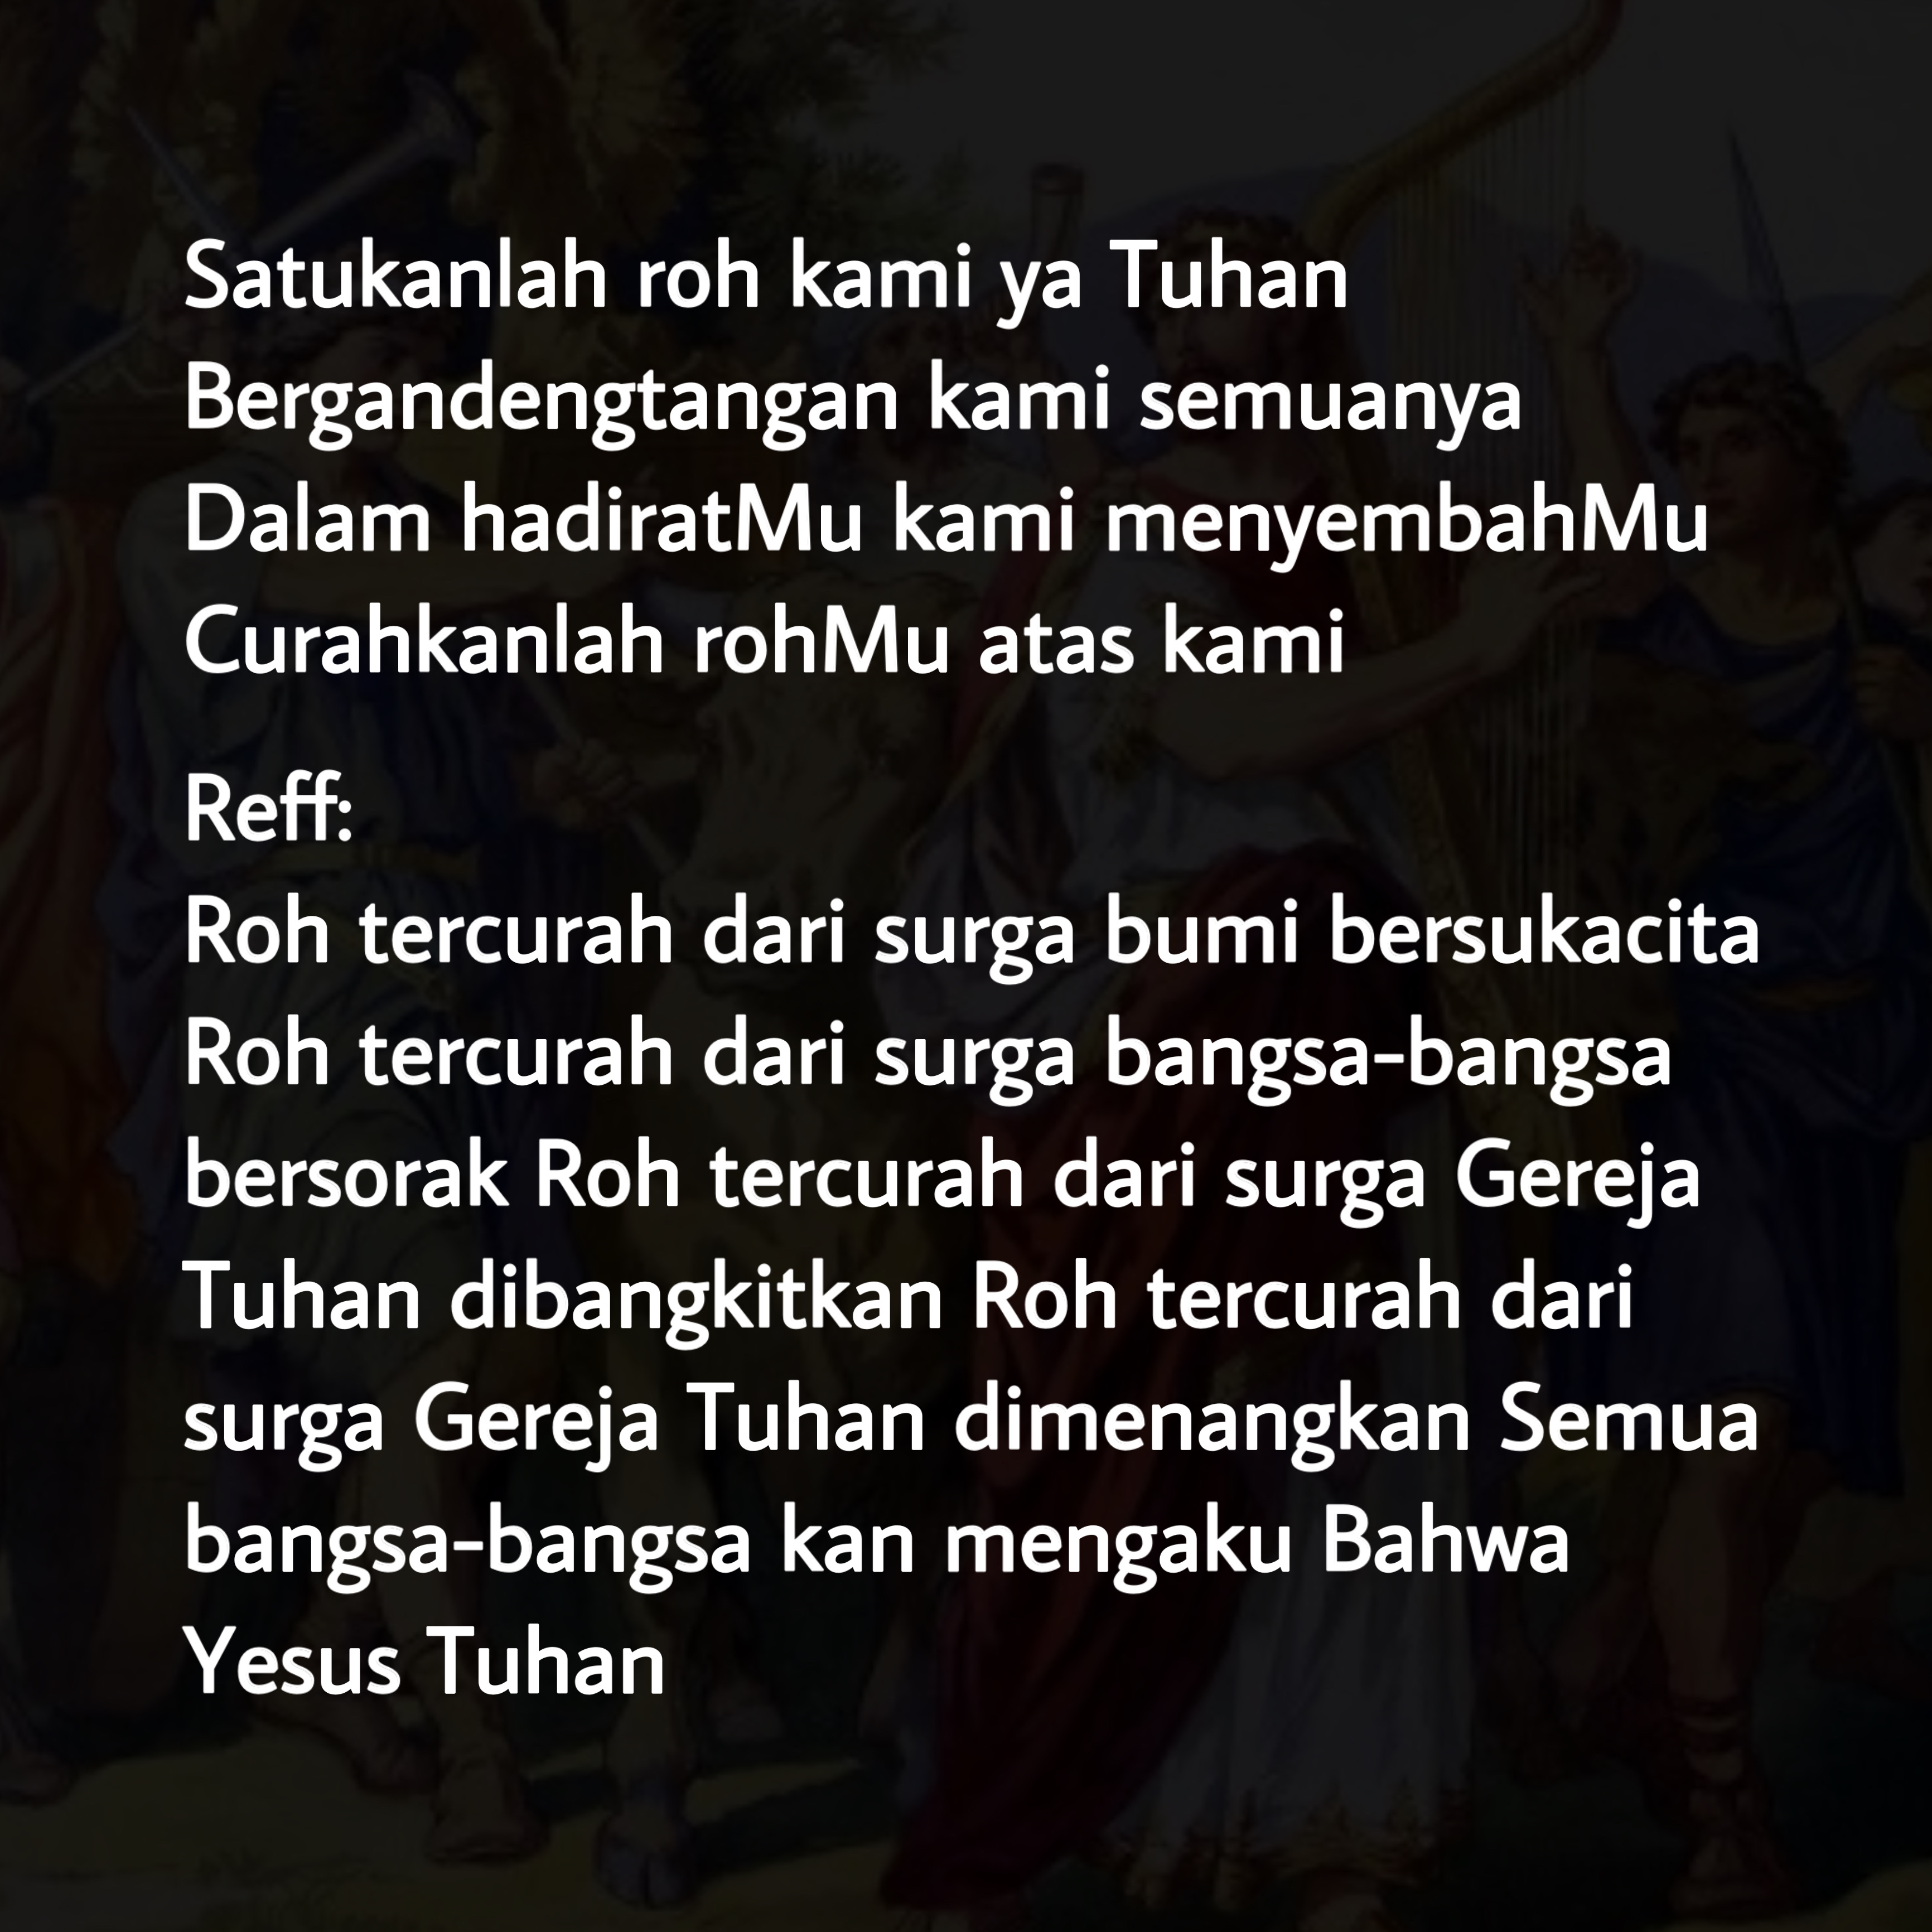 Satukanlah roh kami ya Tuhan
Bergandengtangan kami semuanya
Dalam hadiratMu kami menyembahMu
Curahkanlah rohMu atas kami
Reff:
Roh tercurah dari surga bumi bersukacita
Roh tercurah dari surga bangsa-bangsa
bersorak Roh tercurah dari surga Gereja
Tuhan dibangkitkan Roh tercurah dari
surga Gereja Tuhan dimenangkan Semua
bangsa-bangsa kan mengaku Bahwa
Yesus Tuhan